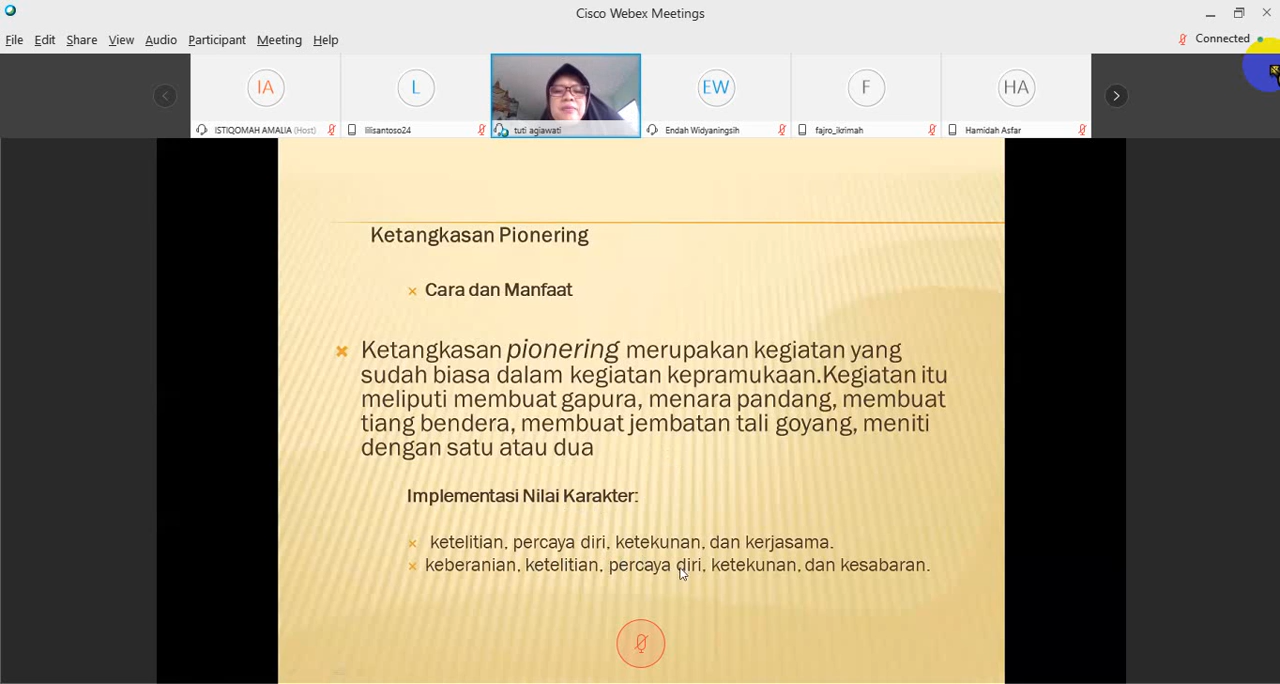 Cisco Webex Meetings
File Edit Share View Audio Participant Meeting Help
Connected
IA
L
EW
F
HA
ISTIQOMAH AMALIA (Host)
lilisantoso24
tuti agiawati
Endah Widyaningsih
fajro_ikrimah
Hamidah Asfar
Ketangkasan Pionering
Cara dan Manfaat
Ketangkasan pionering merupakan kegiatan yang
sudah biasa dalam kegiatan kepramukaan.Kegiatan itu
meliputi membuat gapura, menara pandang, membuat
tiang bendera, membuat jembatan tali goyang, meniti
dengan satu atau dua
Implementasi Nilai Karakter:
ketelitian, percaya diri, ketekunan, dan kerjasama.
keberanian, ketelitian, percaya diri, ketekunan, dan kesabaran.